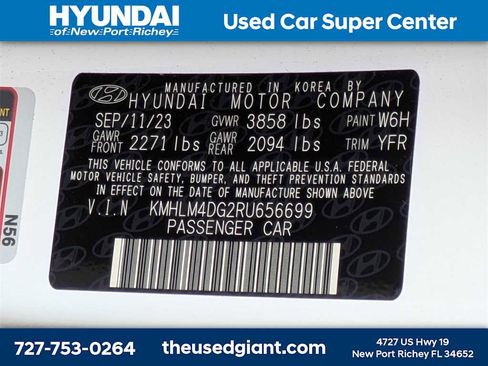 HYUNDAI
of New Port Richey
Used Car Super Center
MANUFACTURED IN KOREA BY
HYUNDAI MOTOR COMPANY
SEP/11/23 GVWR 3858 lbs PAINT W6H
GAWR FRONT 2271 lbs GAWR REAR 2094 lbs TRIM YFR
THIS VEHICLE CONFORMS TO ALL APPLICABLE U.S.A. FEDERAL
MOTOR VEHICLE SAFETY, BUMPER, AND THEFT PREVENTION STANDARDS
IN EFFECT ON THE DATE OF MANUFACTURE SHOWN ABOVE
V.I.N KMHLM4DG2RU656699
PASSENGER CAR
N56
727-753-0264
theusedgiant.com
4727 US Hwy 19
New Port Richey FL 34652